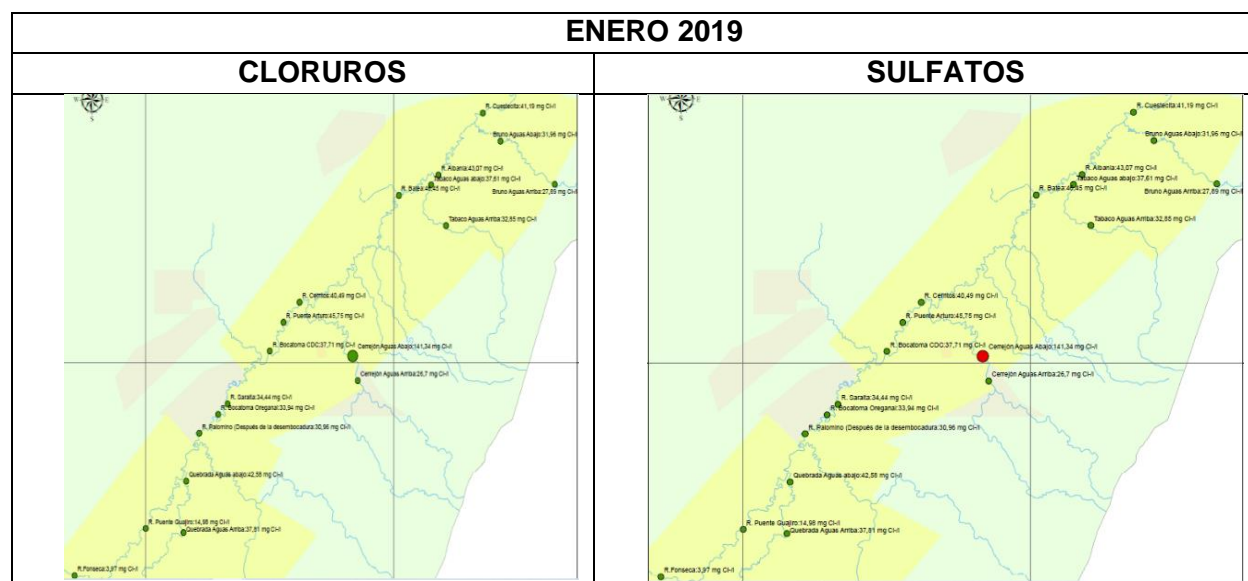 ENERO 2019
CLORUROS
SULFATOS
N
W E
S
R. Cuestecita:41,19 mg Cl-l
Bruno Aguas Abajo:31,96 mg Cl-l
R. Albania:43,07 mg Cl-l
Tabaco Aguas abajo:37,61 mg Cl-l
Bruno Aguas Arriba:27,89 mg Cl-l
Tabaco Aguas Arriba:32,85 mg Cl-l
R. Cerritos:40,49 mg Cl-l
R. Puente Arturo:45,75 mg Cl-l
R. Bocatoma CDC:37,71 mg Cl-l
Cerrejón Aguas Abajo:141,34 mg Cl-l
Cerrejón Aguas Arriba:26,7 mg Cl-l
R. Saraita:34,44 mg Cl-l
R. Bocatoma Oreganal:33,94 mg Cl-l
R. Palomino (Después de la desembocadura:30,96 mg Cl-l
Quebrada Aguas abajo:42,58 mg Cl-l
R. Puente Guajiro:14,98 mg Cl-l
Quebrada Aguas Arriba:37,81 mg Cl-l
R.Fonseca:3,97 mg Cl-l
W E
S
R. Cuestecita:41,19 mg Cl-l
Bruno Aguas Abajo:31,96 mg Cl-l
R. Albania:43,07 mg Cl-l
Tabaco Aguas abajo:37,61 mg Cl-l
Bruno Aguas Arriba:27,89 mg Cl-l
Tabaco Aguas Arriba:32,85 mg Cl-l
R. Cerritos:40,49 mg Cl-l
R. Puente Arturo:45,75 mg Cl-l
R. Bocatoma CDC:37,71 mg Cl-l
Cerrejón Aguas Abajo:141,34 mg Cl-l
Cerrejón Aguas Arriba:26,7 mg Cl-l
R. Saraita:34,44 mg Cl-l
R. Bocatoma Oreganal:33,94 mg Cl-l
R. Palomino (Después de la desembocadura:30,96 mg Cl-l
Quebrada Aguas abajo:42,58 mg Cl-l
R. Puente Guajiro:14,98 mg Cl-l
Quebrada Aguas Arriba:37,81 mg Cl-l
R.Fonseca:3,97 mg Cl-l